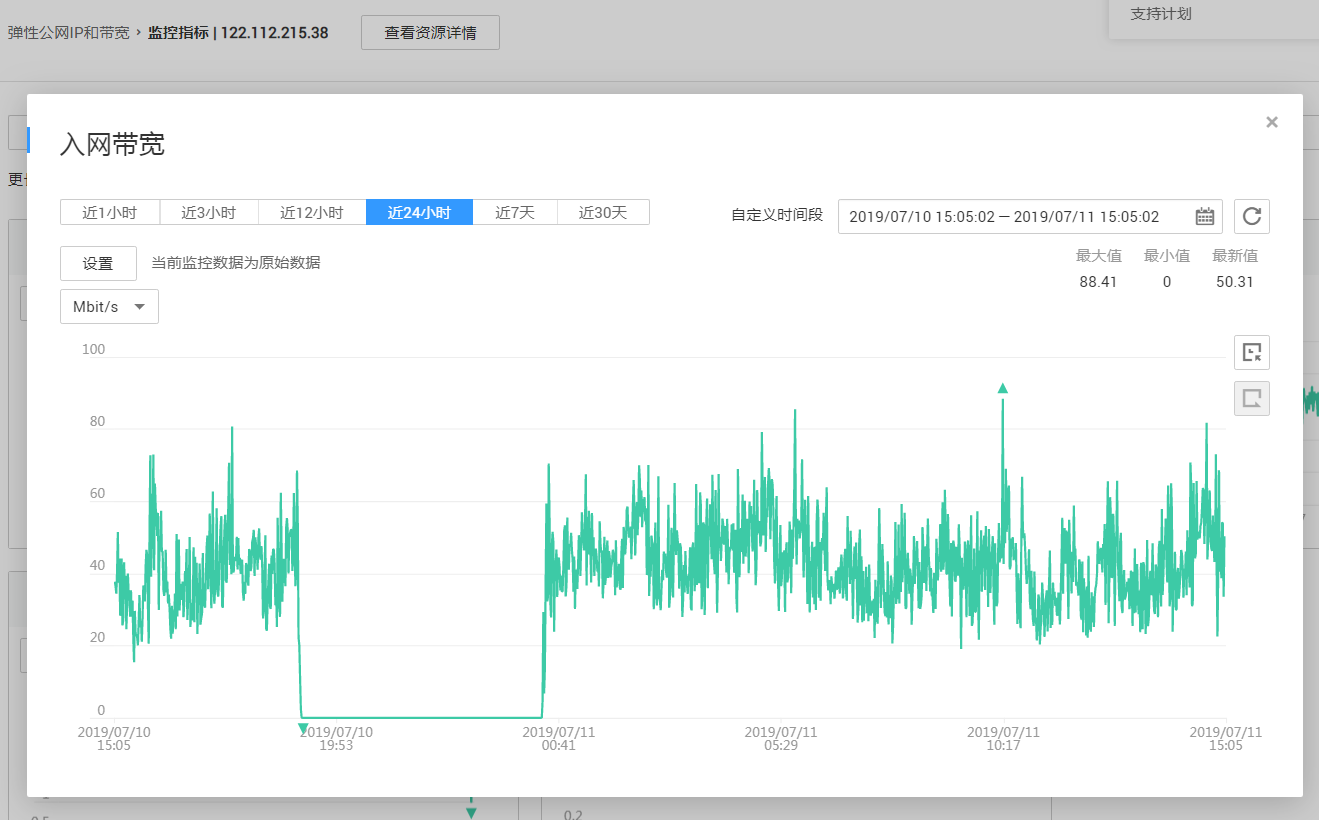 支持计划
弹性公网IP和带宽 › 监控指标 | 122.112.215.38 查看资源详情
入网带宽 ×
近1小时 近3小时 近12小时 近24小时 近7天 近30天 自定义时间段 2019/07/10 15:05:02 — 2019/07/11 15:05:02
设置 当前监控数据为原始数据
最大值 最小值 最新值
88.41 0 50.31
Mbit/s
100
80
60
40
20
0
2019/07/10 2019/07/10 2019/07/11 2019/07/11 2019/07/11 2019/07/11
15:05 19:53 00:41 05:29 10:17 15:05
0.2